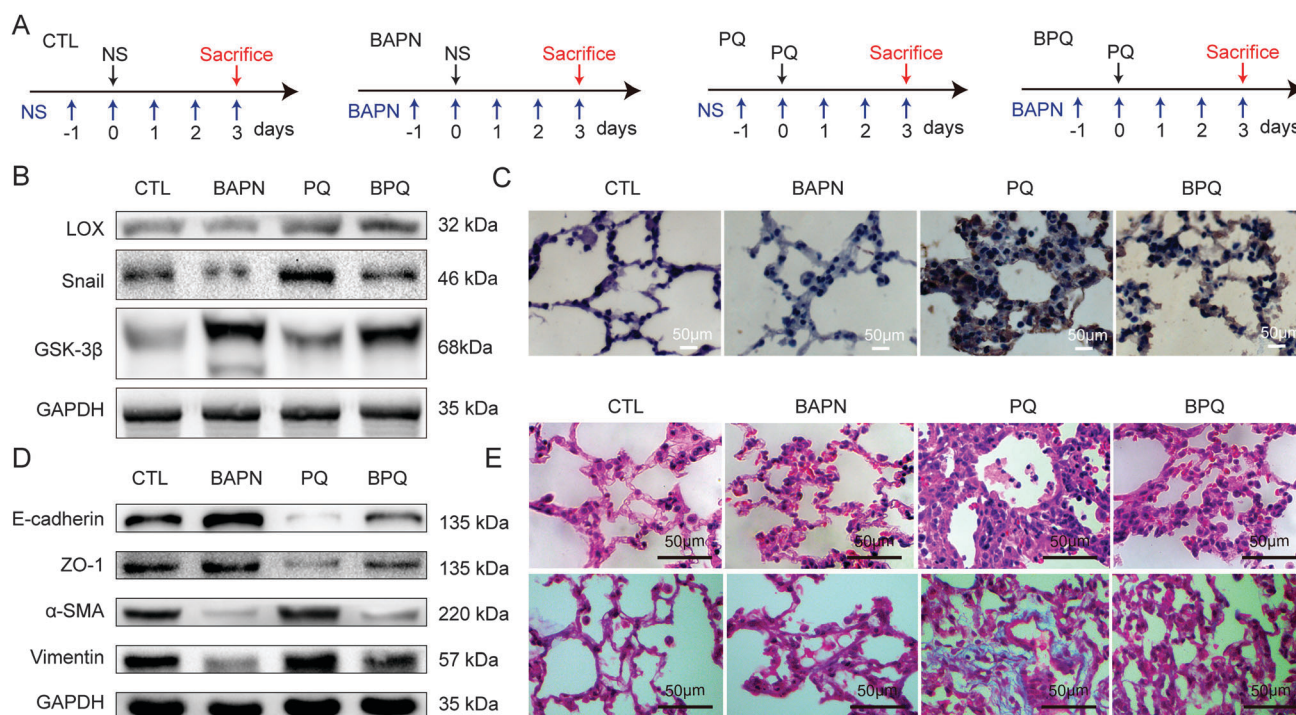 A
CTL NS Sacrifice
NS -1 0 1 2 3 days
BAPN NS Sacrifice
BAPN -1 0 1 2 3 days
PQ PQ Sacrifice
NS -1 0 1 2 3 days
BPQ PQ Sacrifice
BAPN -1 0 1 2 3 days
B
CTL BAPN PQ BPQ
LOX 32 kDa
Snail 46 kDa
GSK-3β 68kDa
GAPDH 35 kDa
C
CTL BAPN PQ BPQ
50μm 50μm 50μm 50μm
D
CTL BAPN PQ BPQ
E-cadherin 135 kDa
ZO-1 135 kDa
α-SMA 220 kDa
Vimentin 57 kDa
GAPDH 35 kDa
E
CTL BAPN PQ BPQ
50μm 50μm 50μm 50μm
50μm 50μm 50μm 50μm